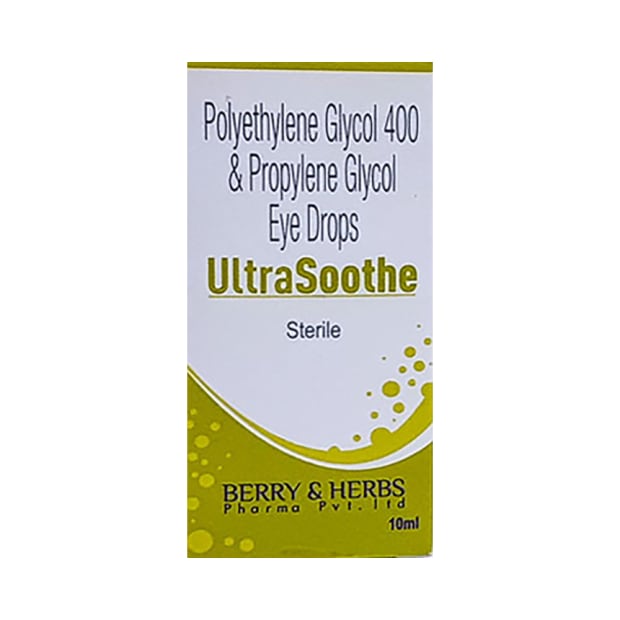 Polyethylene Glycol 400
& Propylene Glycol
Eye Drops
UltraSoothe
Sterile
BERRY & HERBS
Pharma Pvt. ltd
10ml